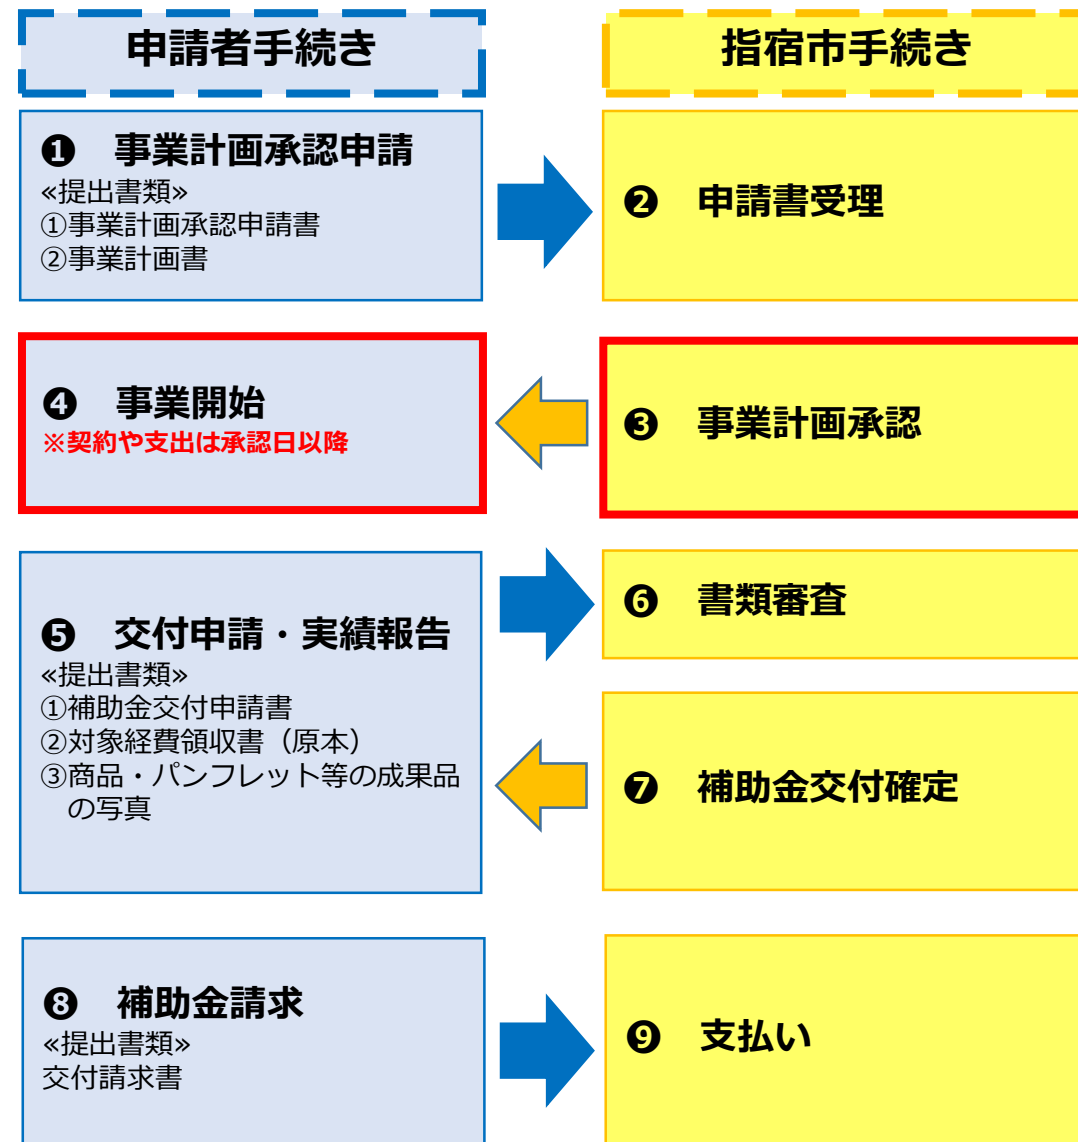 申請者手続き
指宿市手続き
❶ 事業計画承認申請
«提出書類»
①事業計画承認申請書
②事業計画書
❷ 申請書受理
❹ 事業開始
※契約や支出は承認日以降
❸ 事業計画承認
❺ 交付申請・実績報告
«提出書類»
①補助金交付申請書
②対象経費領収書（原本）
③商品・パンフレット等の成果品
の写真
❻ 書類審査
❼ 補助金交付確定
❽ 補助金請求
«提出書類»
交付請求書
❾ 支払い